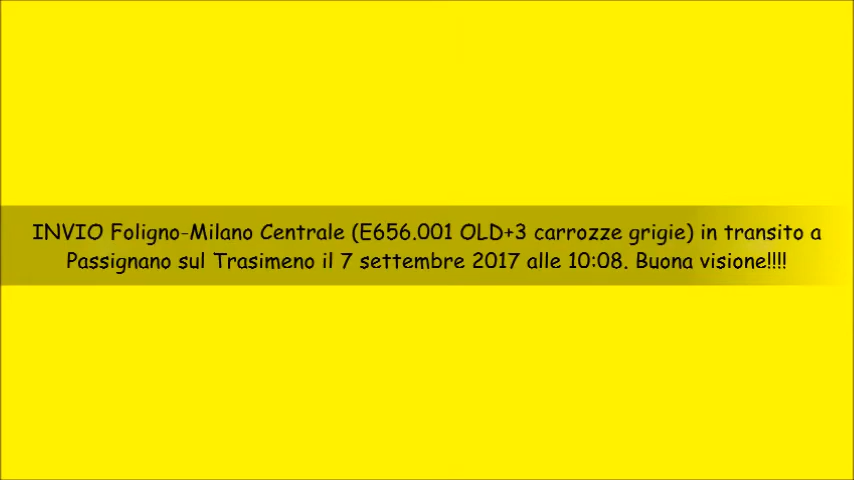 INVIO Foligno-Milano Centrale (E656.001 OLD+3 carrozze grigie) in transito a
Passignano sul Trasimeno il 7 settembre 2017 alle 10:08. Buona visione!!!!